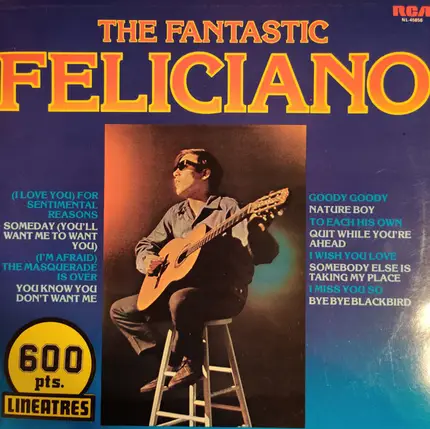 RCA
NL-45858
THE FANTASTIC
FELICIANO
(I LOVE YOU) FOR
SENTIMENTAL
REASONS
SOMEDAY (YOU'LL
WANT ME TO WANT
YOU)
(I'M AFRAID)
THE MASQUERADE
IS OVER
YOU KNOW YOU
DON'T WANT ME
GOODY GOODY
NATURE BOY
TO EACH HIS OWN
QUIT WHILE YOU'RE
AHEAD
I WISH YOU LOVE
SOMEBODY ELSE IS
TAKING MY PLACE
I MISS YOU SO
BYE BYE BLACKBIRD
600
pts.
LINEATRES